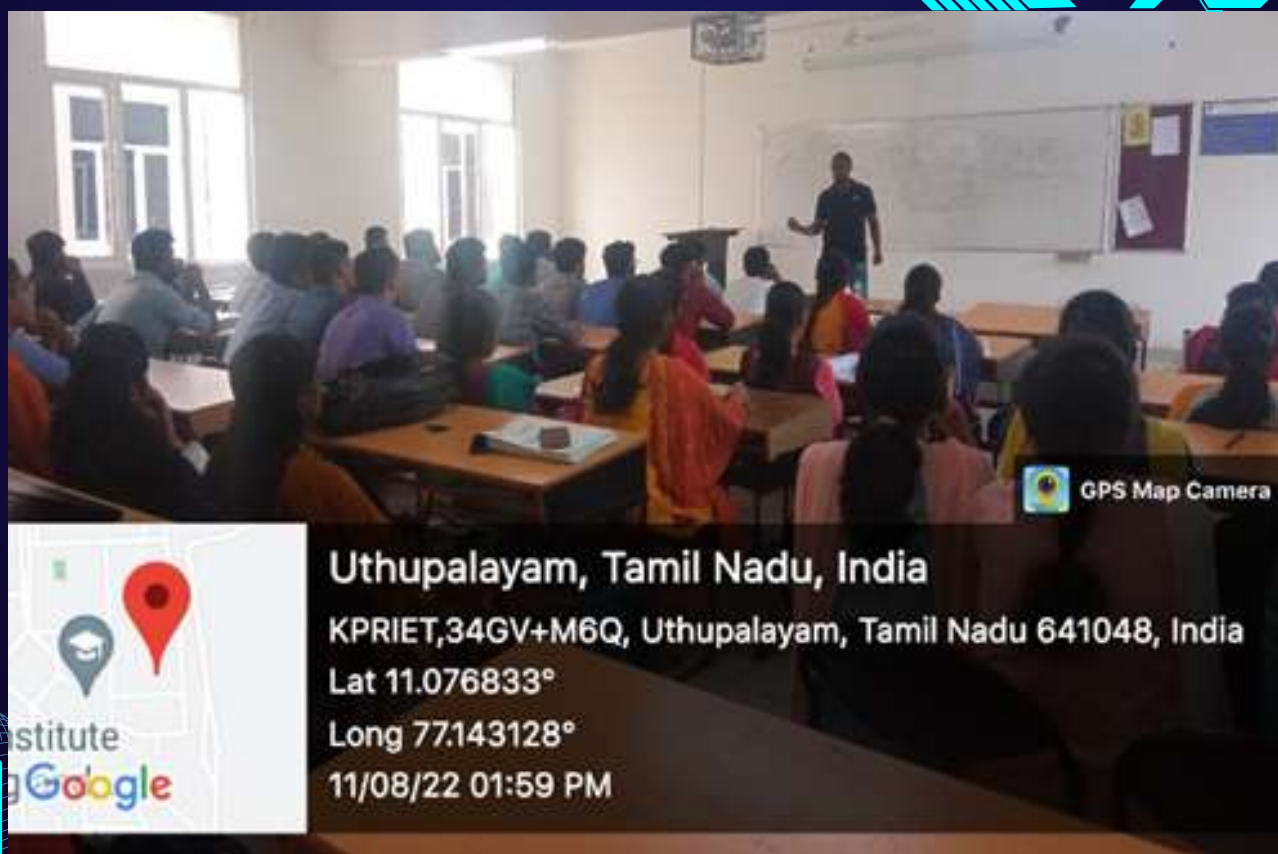 GPS Map Camera
Uthupalayam, Tamil Nadu, India
KPRIET,34GV+M6Q, Uthupalayam, Tamil Nadu 641048, India
Lat 11.076833°
Long 77.143128°
11/08/22 01:59 PM
stitute
Google